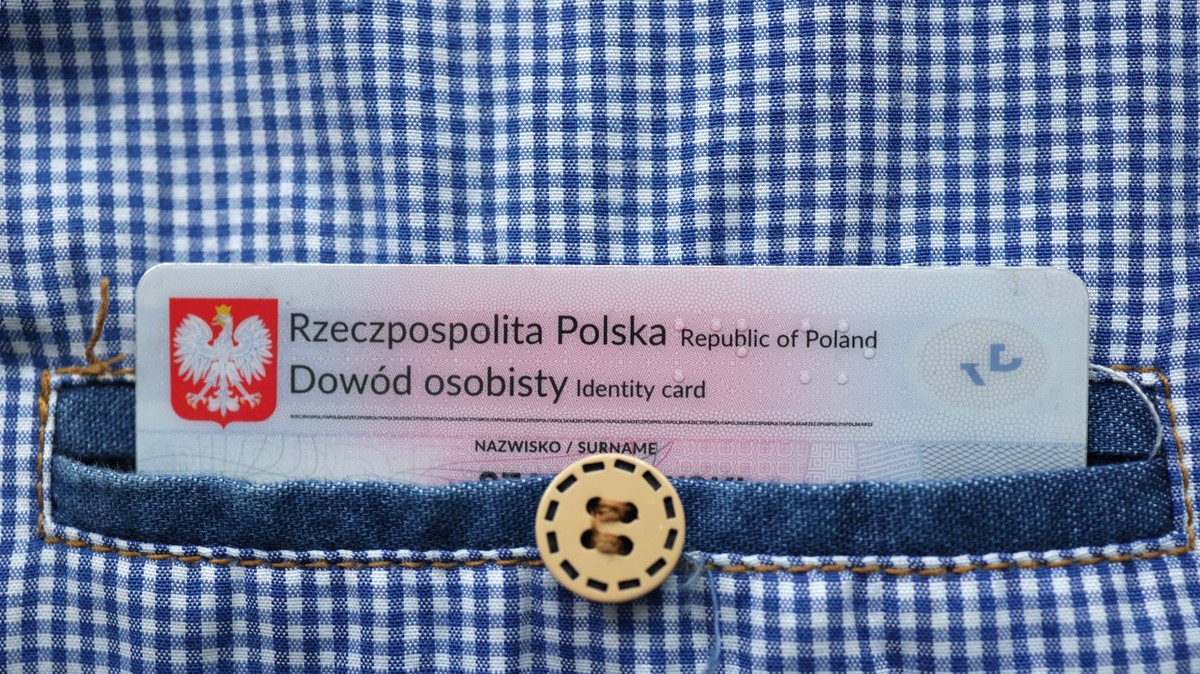 Rzeczpospolita Polska Republic of Poland
Dowód osobisty Identity card
NAZWISKO / SURNAME